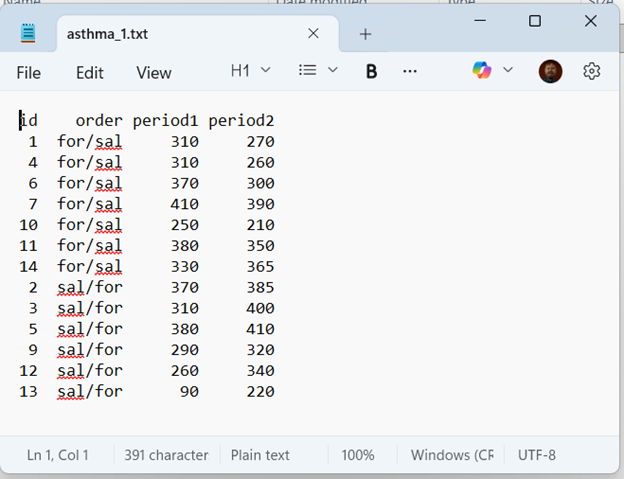 asthma_1.txt
File Edit View H1 B
id order period1 period2
1 for/sal 310 270
4 for/sal 310 260
6 for/sal 370 300
7 for/sal 410 390
10 for/sal 250 210
11 for/sal 380 350
14 for/sal 330 365
2 sal/for 370 385
3 sal/for 310 400
5 sal/for 380 410
9 sal/for 290 320
12 sal/for 260 340
13 sal/for 90 220
Ln 1, Col 1 391 character Plain text 100% Windows (CR UTF-8